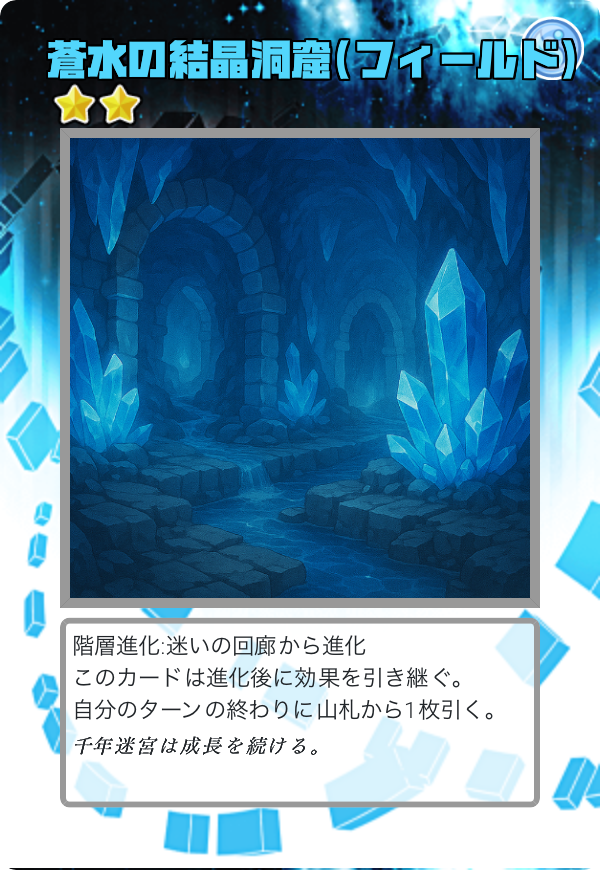 蒼水の結晶洞窟(フィールド)
階層進化:迷いの回廊から進化
このカードは進化後に効果を引き継ぐ。
自分のターンの終わりに山札から1枚引く。
千年迷宮は成長を続ける。